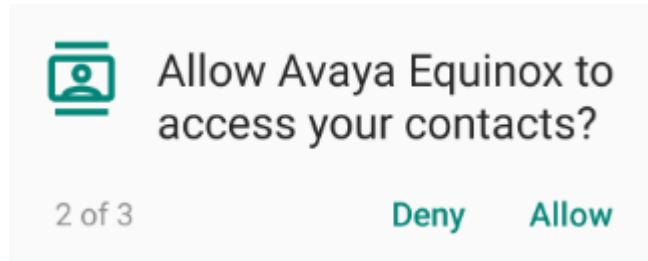 Allow Avaya Equinox to
access your contacts?
2 of 3
Deny
Allow